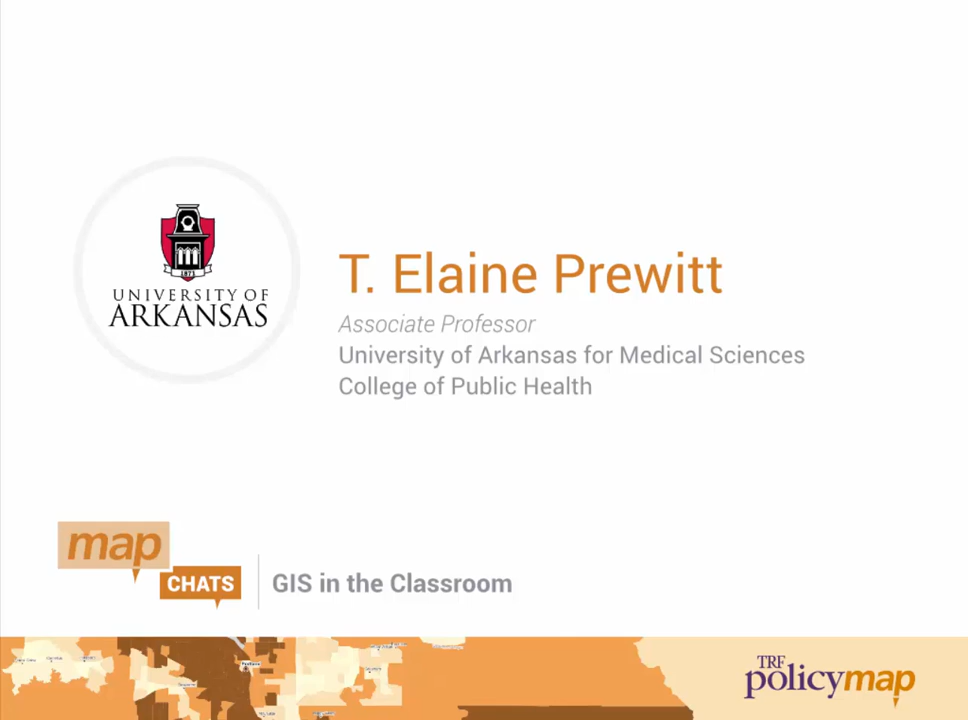 1871
UNIVERSITY OF
ARKANSAS
T. Elaine Prewitt
Associate Professor
University of Arkansas for Medical Sciences
College of Public Health
map
CHATS
GIS in the Classroom
TRF
policymap